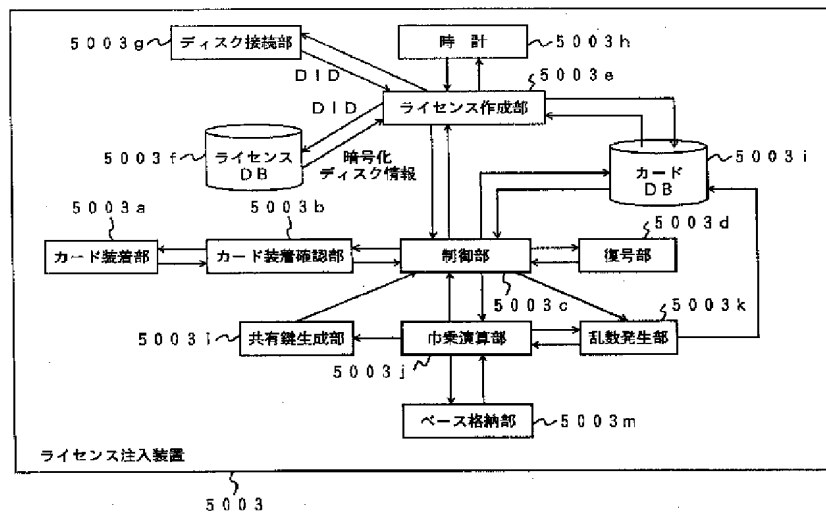 5003g
ディスク接続部
時計
5003h
DID
5003e
DID
ライセンス作成部
5003f
ライセンス
DB
暗号化
ディスク情報
カード
DB
5003i
5003a
5003b
5003d
カード装着部
カード装着確認部
制御部
復号部
5003c
5003k
5003i
共有鍵生成部
巾乗演算部
乱数発生部
5003j
ベース格納部
5003m
ライセンス注入装置
5003